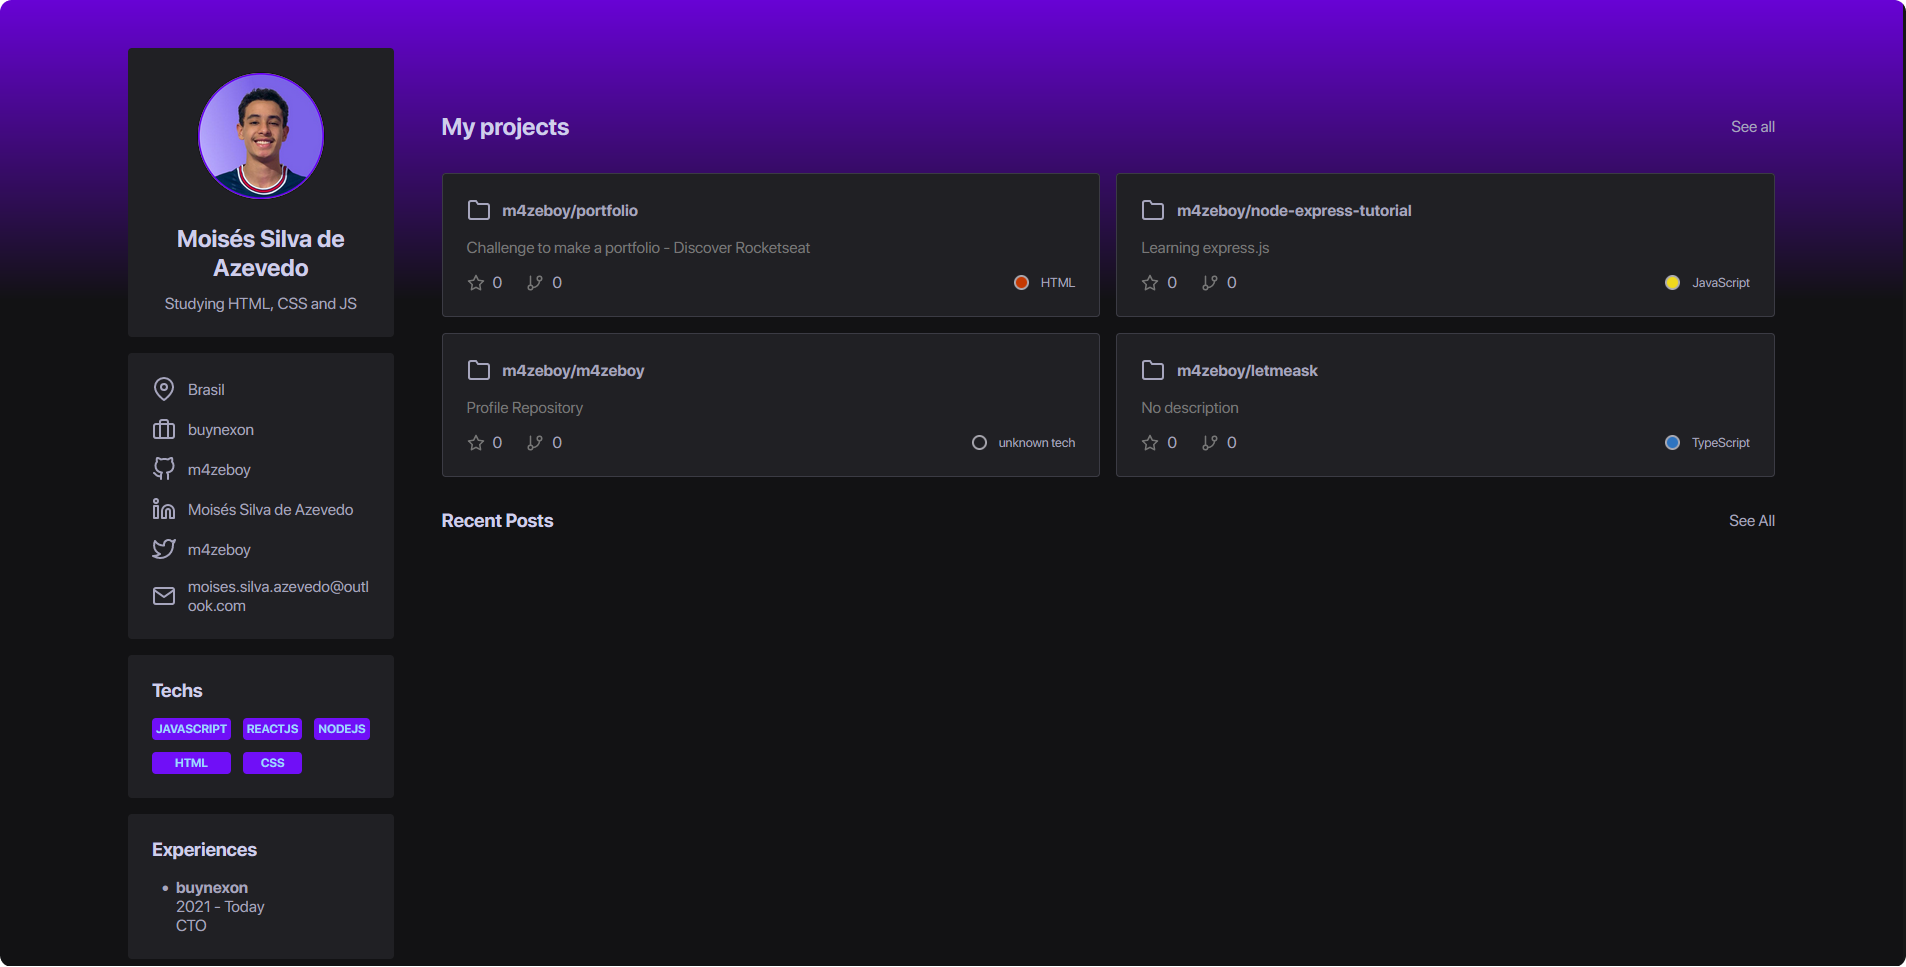 Moisés Silva de
Azevedo
Studying HTML, CSS and JS
Brasil
buynexon
m4zeboy
Moisés Silva de Azevedo
m4zeboy
moises.silva.azevedo@outl
ook.com
Techs
JAVASCRIPT REACTJS NODEJS
HTML CSS
Experiences
buynexon
2021 - Today
CTO
My projects See all
m4zeboy/portfolio
Challenge to make a portfolio - Discover Rocketseat
0 0 HTML
m4zeboy/node-express-tutorial
Learning express.js
0 0 JavaScript
m4zeboy/m4zeboy
Profile Repository
0 0 unknown tech
m4zeboy/letmeask
No description
0 0 TypeScript
Recent Posts See All